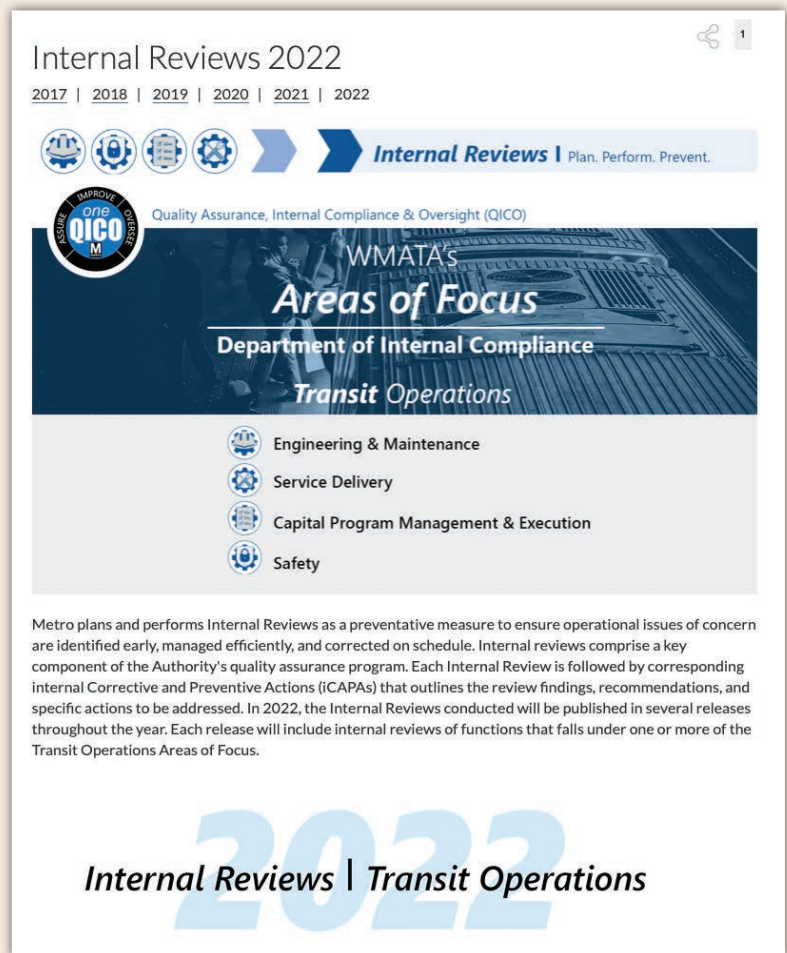 1
Internal Reviews 2022
2017 | 2018 | 2019 | 2020 | 2021 | 2022
Internal Reviews | Plan. Perform. Prevent.
ASSURE IMPROVE OVERSEE
one
QICO
M
Quality Assurance, Internal Compliance & Oversight (QICO)
WMATA's
Areas of Focus
Department of Internal Compliance
Transit Operations
Engineering & Maintenance
Service Delivery
Capital Program Management & Execution
Safety
Metro plans and performs Internal Reviews as a preventative measure to ensure operational issues of concern
are identified early, managed efficiently, and corrected on schedule. Internal reviews comprise a key
component of the Authority's quality assurance program. Each Internal Review is followed by corresponding
internal Corrective and Preventive Actions (iCAPAs) that outlines the review findings, recommendations, and
specific actions to be addressed. In 2022, the Internal Reviews conducted will be published in several releases
throughout the year. Each release will include internal reviews of functions that falls under one or more of the
Transit Operations Areas of Focus.
2022
Internal Reviews | Transit Operations